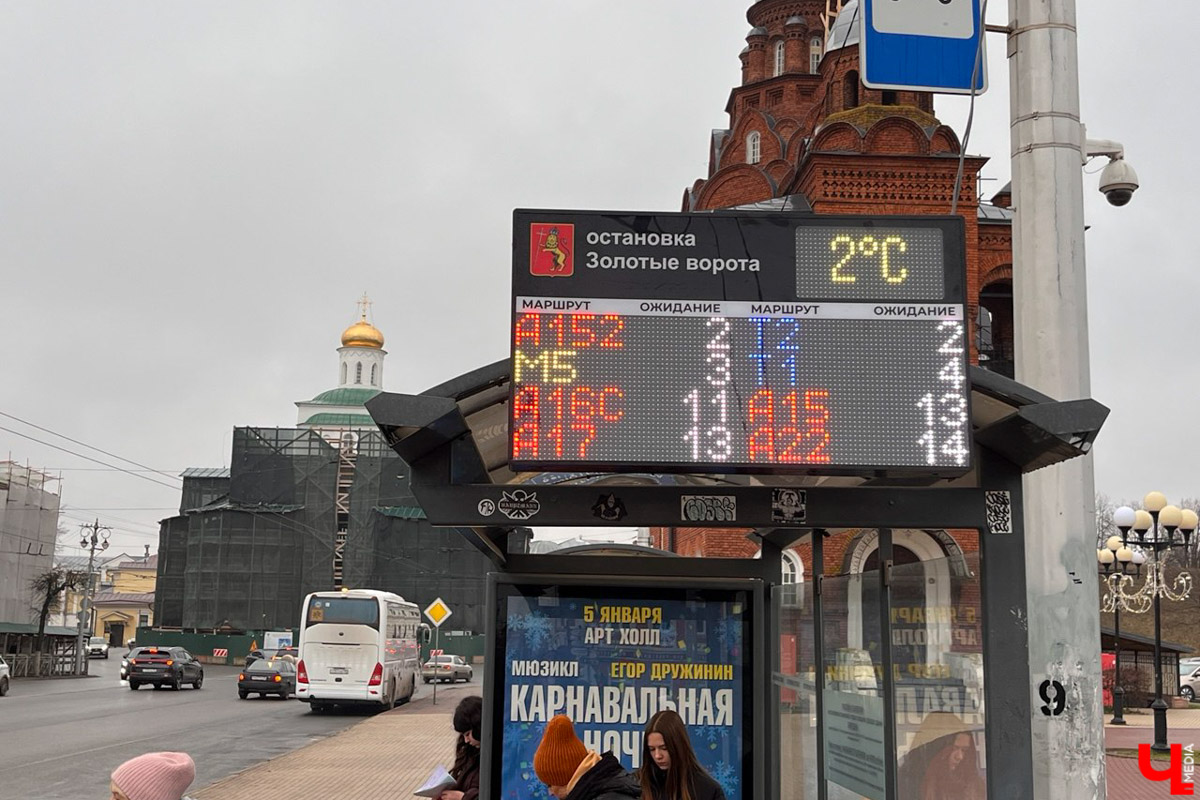 остановка
Золотые ворота
2°C
МАРШРУТ ОЖИДАНИЕ МАРШРУТ ОЖИДАНИЕ
А152 2 Т2 2
М5 3 Т1 4
А16С 11 А15 13
А17 13 А22 14
5 ЯНВАРЯ
АРТ ХОЛЛ
МЮЗИКЛ ЕГОР ДРУЖИНИН
КАРНАВАЛЬНАЯ
НОЧЬ
9
Ч MEDIA